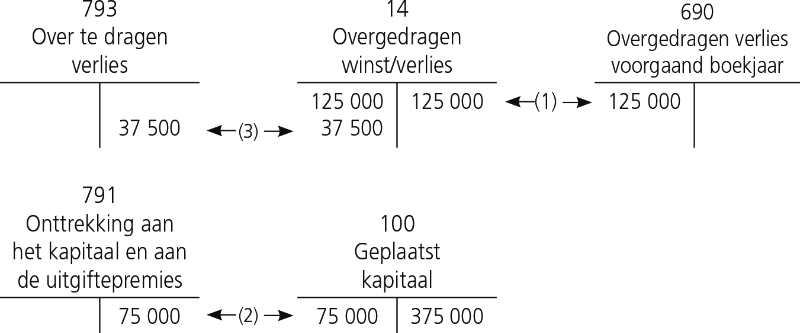 793
Over te dragen
verlies
37 500
(3)
14
Overgedragen
winst/verlies
125 000 125 000
37 500
(1)
690
Overgedragen verlies
voorgaand boekjaar
125 000
791
Onttrekking aan
het kapitaal en aan
de uitgiftepremies
75 000
(2)
100
Geplaatst
kapitaal
75 000 375 000